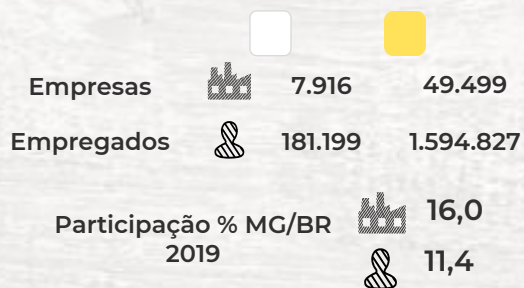 Empresas 7.916 49.499
Empregados 181.199 1.594.827
Participação % MG/BR 16,0
2019
11,4